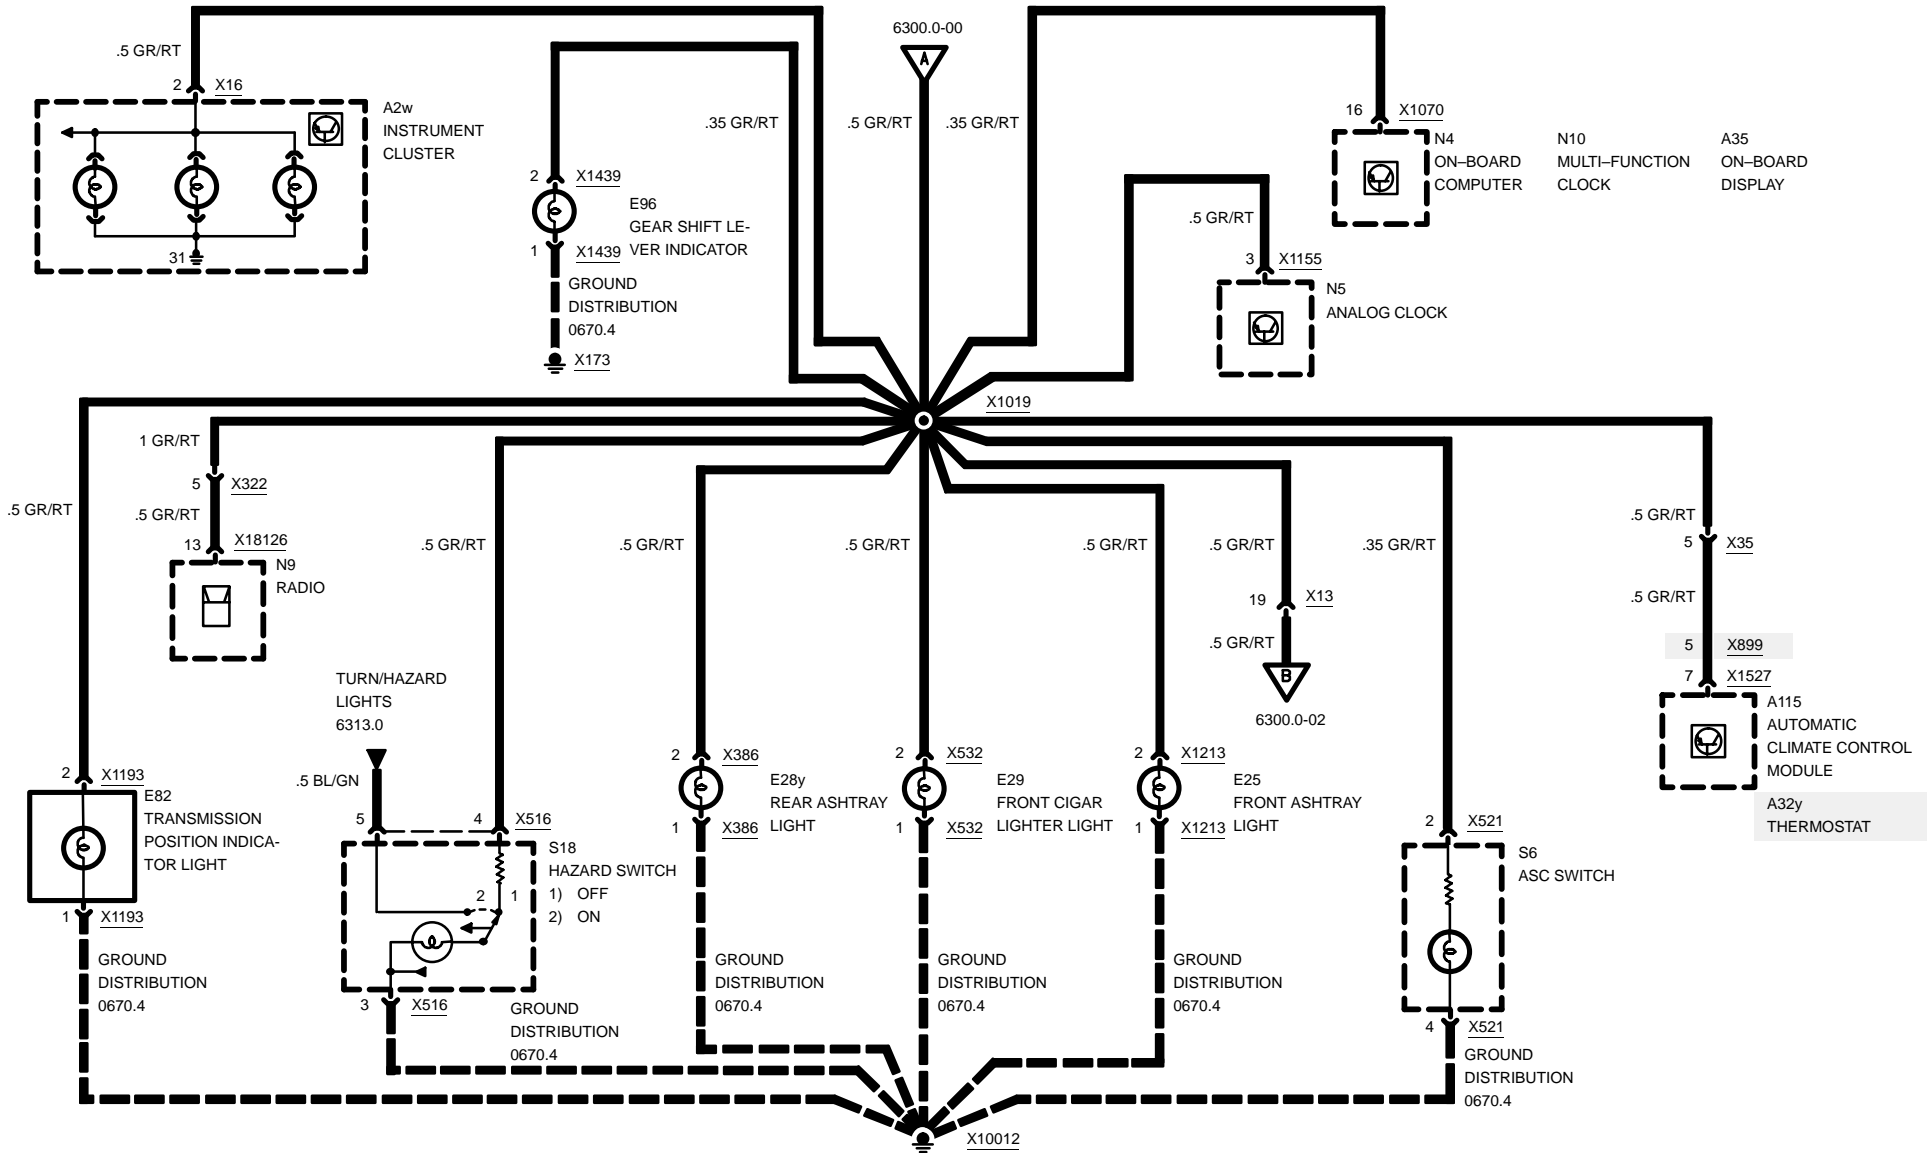 6300.0-00
A
.5 GR/RT
2 X16
A2w
INSTRUMENT
CLUSTER
31
.35 GR/RT
.5 GR/RT
.35 GR/RT
2 X1439
E96
GEAR SHIFT LE-
VER INDICATOR
1 X1439
GROUND
DISTRIBUTION
0670.4
X173
16 X1070
N4
ON–BOARD
COMPUTER
N10
MULTI–FUNCTION
CLOCK
A35
ON–BOARD
DISPLAY
.5 GR/RT
3 X1155
N5
ANALOG CLOCK
X1019
1 GR/RT
5 X322
.5 GR/RT
.5 GR/RT
13 X18126
N9
RADIO
.5 GR/RT
.5 GR/RT
.5 GR/RT
.5 GR/RT
.5 GR/RT
.35 GR/RT
.5 GR/RT
5 X35
.5 GR/RT
19 X13
.5 GR/RT
B
6300.0-02
5 X899
7 X1527
A115
AUTOMATIC
CLIMATE CONTROL
MODULE
A32y
THERMOSTAT
TURN/HAZARD
LIGHTS
6313.0
.5 BL/GN
2 X1193
E82
TRANSMISSION
POSITION INDICA-
TOR LIGHT
1 X1193
GROUND
DISTRIBUTION
0670.4
5 4 X516
S18
HAZARD SWITCH
1) OFF
2) ON
2 1
3 X516
GROUND
DISTRIBUTION
0670.4
2 X386
E28y
REAR ASHTRAY
LIGHT
1 X386
GROUND
DISTRIBUTION
0670.4
2 X532
E29
FRONT CIGAR
LIGHTER LIGHT
1 X532
GROUND
DISTRIBUTION
0670.4
2 X1213
E25
FRONT ASHTRAY
LIGHT
1 X1213
GROUND
DISTRIBUTION
0670.4
2 X521
S6
ASC SWITCH
4 X521
GROUND
DISTRIBUTION
0670.4
X10012